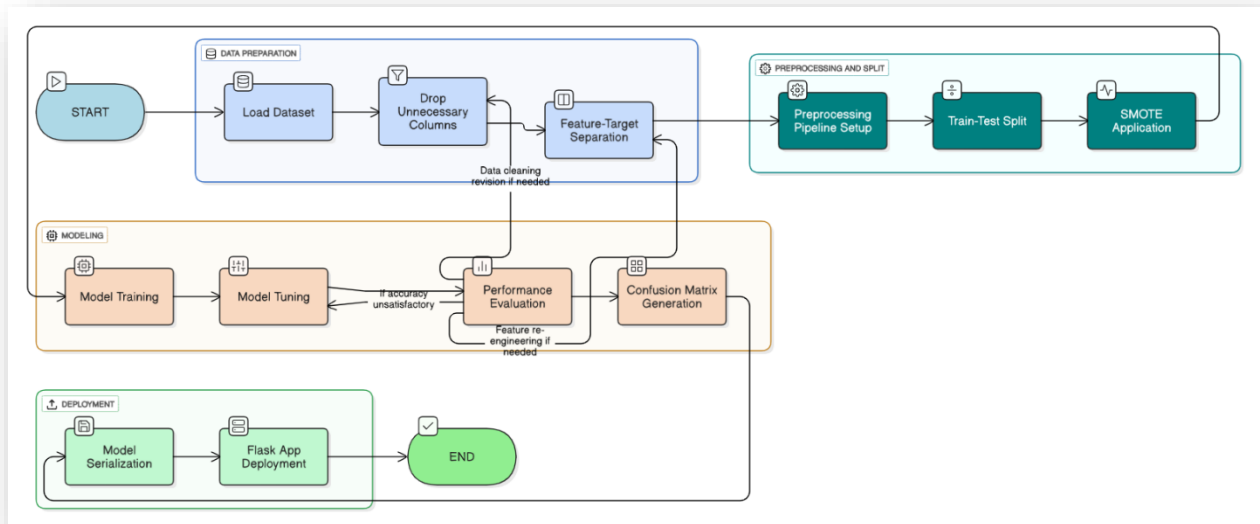 DATA PREPARATION
START
Load Dataset
Drop
Unnecessary
Columns
Feature-Target
Separation
Data cleaning
revision if needed
PREPROCESSING AND SPLIT
Preprocessing
Pipeline Setup
Train-Test Split
SMOTE
Application
MODELING
Model Training
Model Tuning
If accuracy
unsatisfactory
Performance
Evaluation
Confusion Matrix
Generation
Feature re-
engineering if
needed
DEPLOYMENT
Model
Serialization
Flask App
Deployment
END